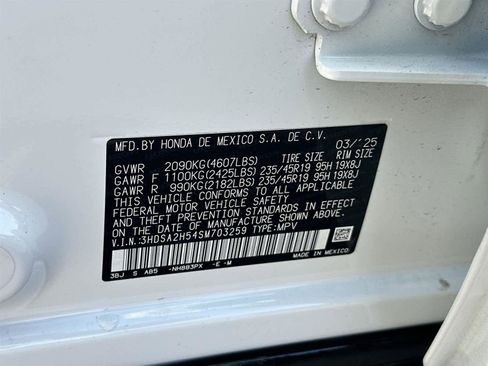 MFD.BY HONDA DE MEXICO S.A. DE C.V. 03/'25
GVWR 2090KG(4607LBS) TIRE SIZE RIM SIZE
GAWR F 1100KG(2425LBS) 235/45R19 95H 19X8J
GAWR R 990KG(2182LBS) 235/45R19 95H 19X8J
THIS VEHICLE CONFORMS TO ALL APPLICABLE
FEDERAL MOTOR VEHICLE SAFETY
AND THEFT PREVENTION STANDARDS IN EFFECT ON
THE DATE OF MANUFACTURE SHOWN ABOVE.
V.I.N.:3HDSA2H54SM703259 TYPE:MPV
3BJ S A85 -NH883PX -E -M MADE IN MEXICO